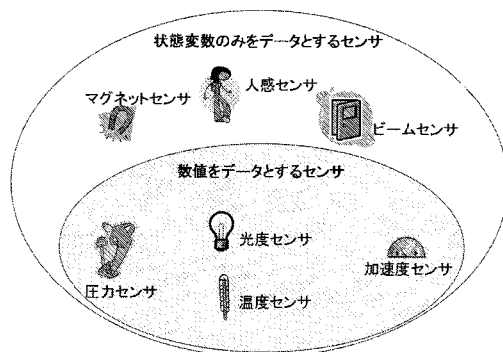 状態変数のみをデータとするセンサ
人感センサ
マグネットセンサ
ビームセンサ
数値をデータとするセンサ
光度センサ
加速度センサ
圧力センサ
温度センサ